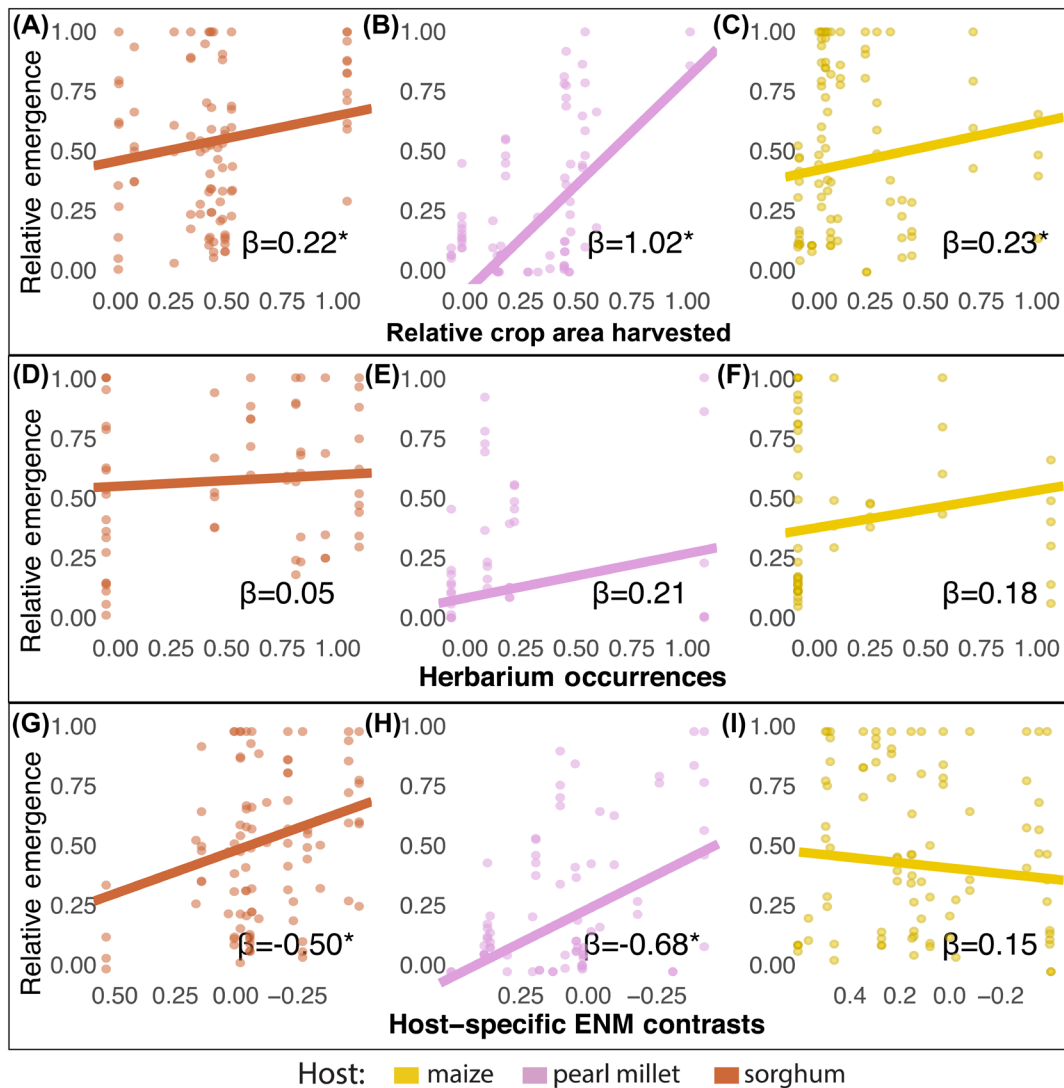 (A) (B) (C)
Relative emergence
1.00 1.00 1.00
0.75 0.75 0.75
0.50 0.50 0.50
0.25 0.25 0.25
0.00 0.00 0.00
β=0.22* β=1.02* β=0.23*
0.00 0.25 0.50 0.75 1.00 0.00 0.25 0.50 0.75 1.00 0.00 0.25 0.50 0.75 1.00
Relative crop area harvested
(D) (E) (F)
Relative emergence
1.00 1.00 1.00
0.75 0.75 0.75
0.50 0.50 0.50
0.25 0.25 0.25
β=0.05 β=0.21 β=0.18
0.00 0.00 0.00
0.00 0.25 0.50 0.75 1.00 0.00 0.25 0.50 0.75 1.00 0.00 0.25 0.50 0.75 1.00
Herbarium occurrences
(G) (H) (I)
Relative emergence
1.00 1.00 1.00
0.75 0.75 0.75
0.50 0.50 0.50
0.25 0.25 0.25
β=-0.50* β=-0.68* β=0.15
0.00 0.00 0.00
0.50 0.25 0.00 −0.25 0.25 0.00 −0.25 0.4 0.2 0.0 −0.2
Host−specific ENM contrasts
Host: maize pearl millet sorghum